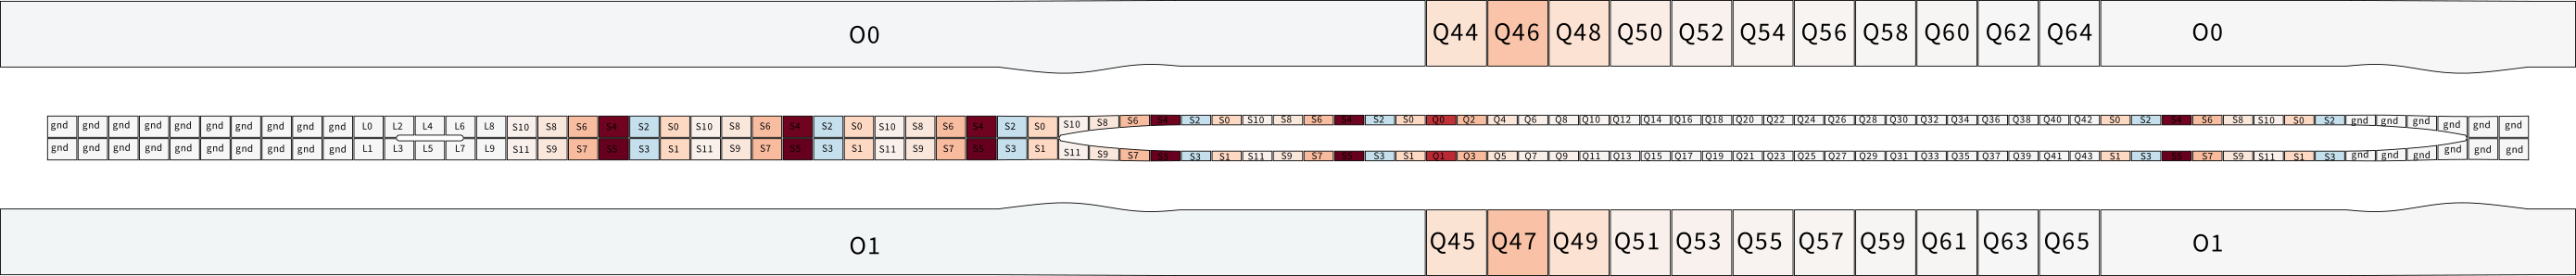 O0 Q44 Q46 Q48 Q50 Q52 Q54 Q56 Q58 Q60 Q62 Q64 O0
gnd gnd gnd gnd gnd gnd gnd gnd gnd gnd L0 L2 L4 L6 L8 S10 S8 S6 S4 S2 S0 S10 S8 S6 S4 S2 S0 S10 S8 S6 S4 S2 S0 S10 S8 S6 S4 S2 S0 S10 S8 S6 S4 S2 S0 Q0 Q2 Q4 Q6 Q8 Q10 Q12 Q14 Q16 Q18 Q20 Q22 Q24 Q26 Q28 Q30 Q32 Q34 Q36 Q38 Q40 Q42 S0 S2 S4 S6 S8 S10 S0 S2 gnd gnd gnd gnd gnd gnd
gnd gnd gnd gnd gnd gnd gnd gnd gnd gnd L1 L3 L5 L7 L9 S11 S9 S7 S5 S3 S1 S11 S9 S7 S5 S3 S1 S11 S9 S7 S5 S3 S1 S11 S9 S7 S5 S3 S1 S11 S9 S7 S5 S3 S1 Q1 Q3 Q5 Q7 Q9 Q11 Q13 Q15 Q17 Q19 Q21 Q23 Q25 Q27 Q29 Q31 Q33 Q35 Q37 Q39 Q41 Q43 S1 S3 S5 S7 S9 S11 S1 S3 gnd gnd gnd gnd gnd gnd
O1 Q45 Q47 Q49 Q51 Q53 Q55 Q57 Q59 Q61 Q63 Q65 O1